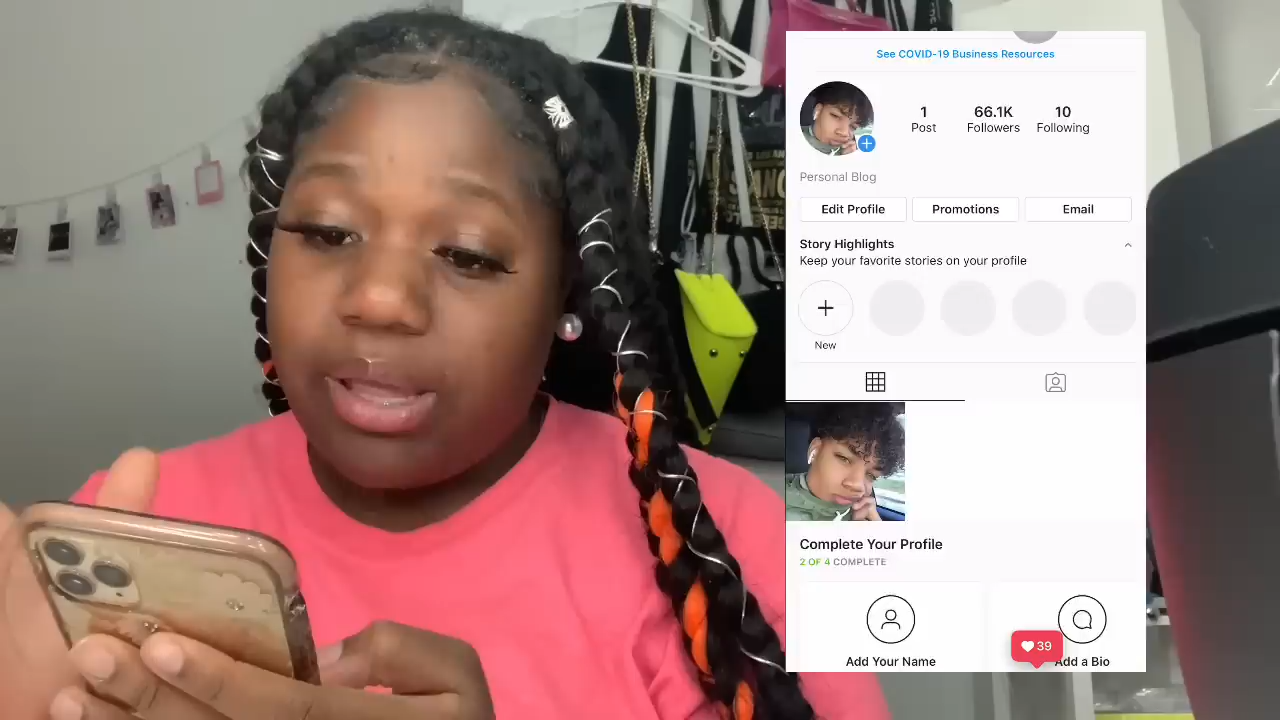 See COVID-19 Business Resources
1 66.1K 10
Post Followers Following
Personal Blog
Edit Profile Promotions Email
Story Highlights
Keep your favorite stories on your profile
New
Complete Your Profile
2 OF 4 COMPLETE
39
Add Your Name Add a Bio